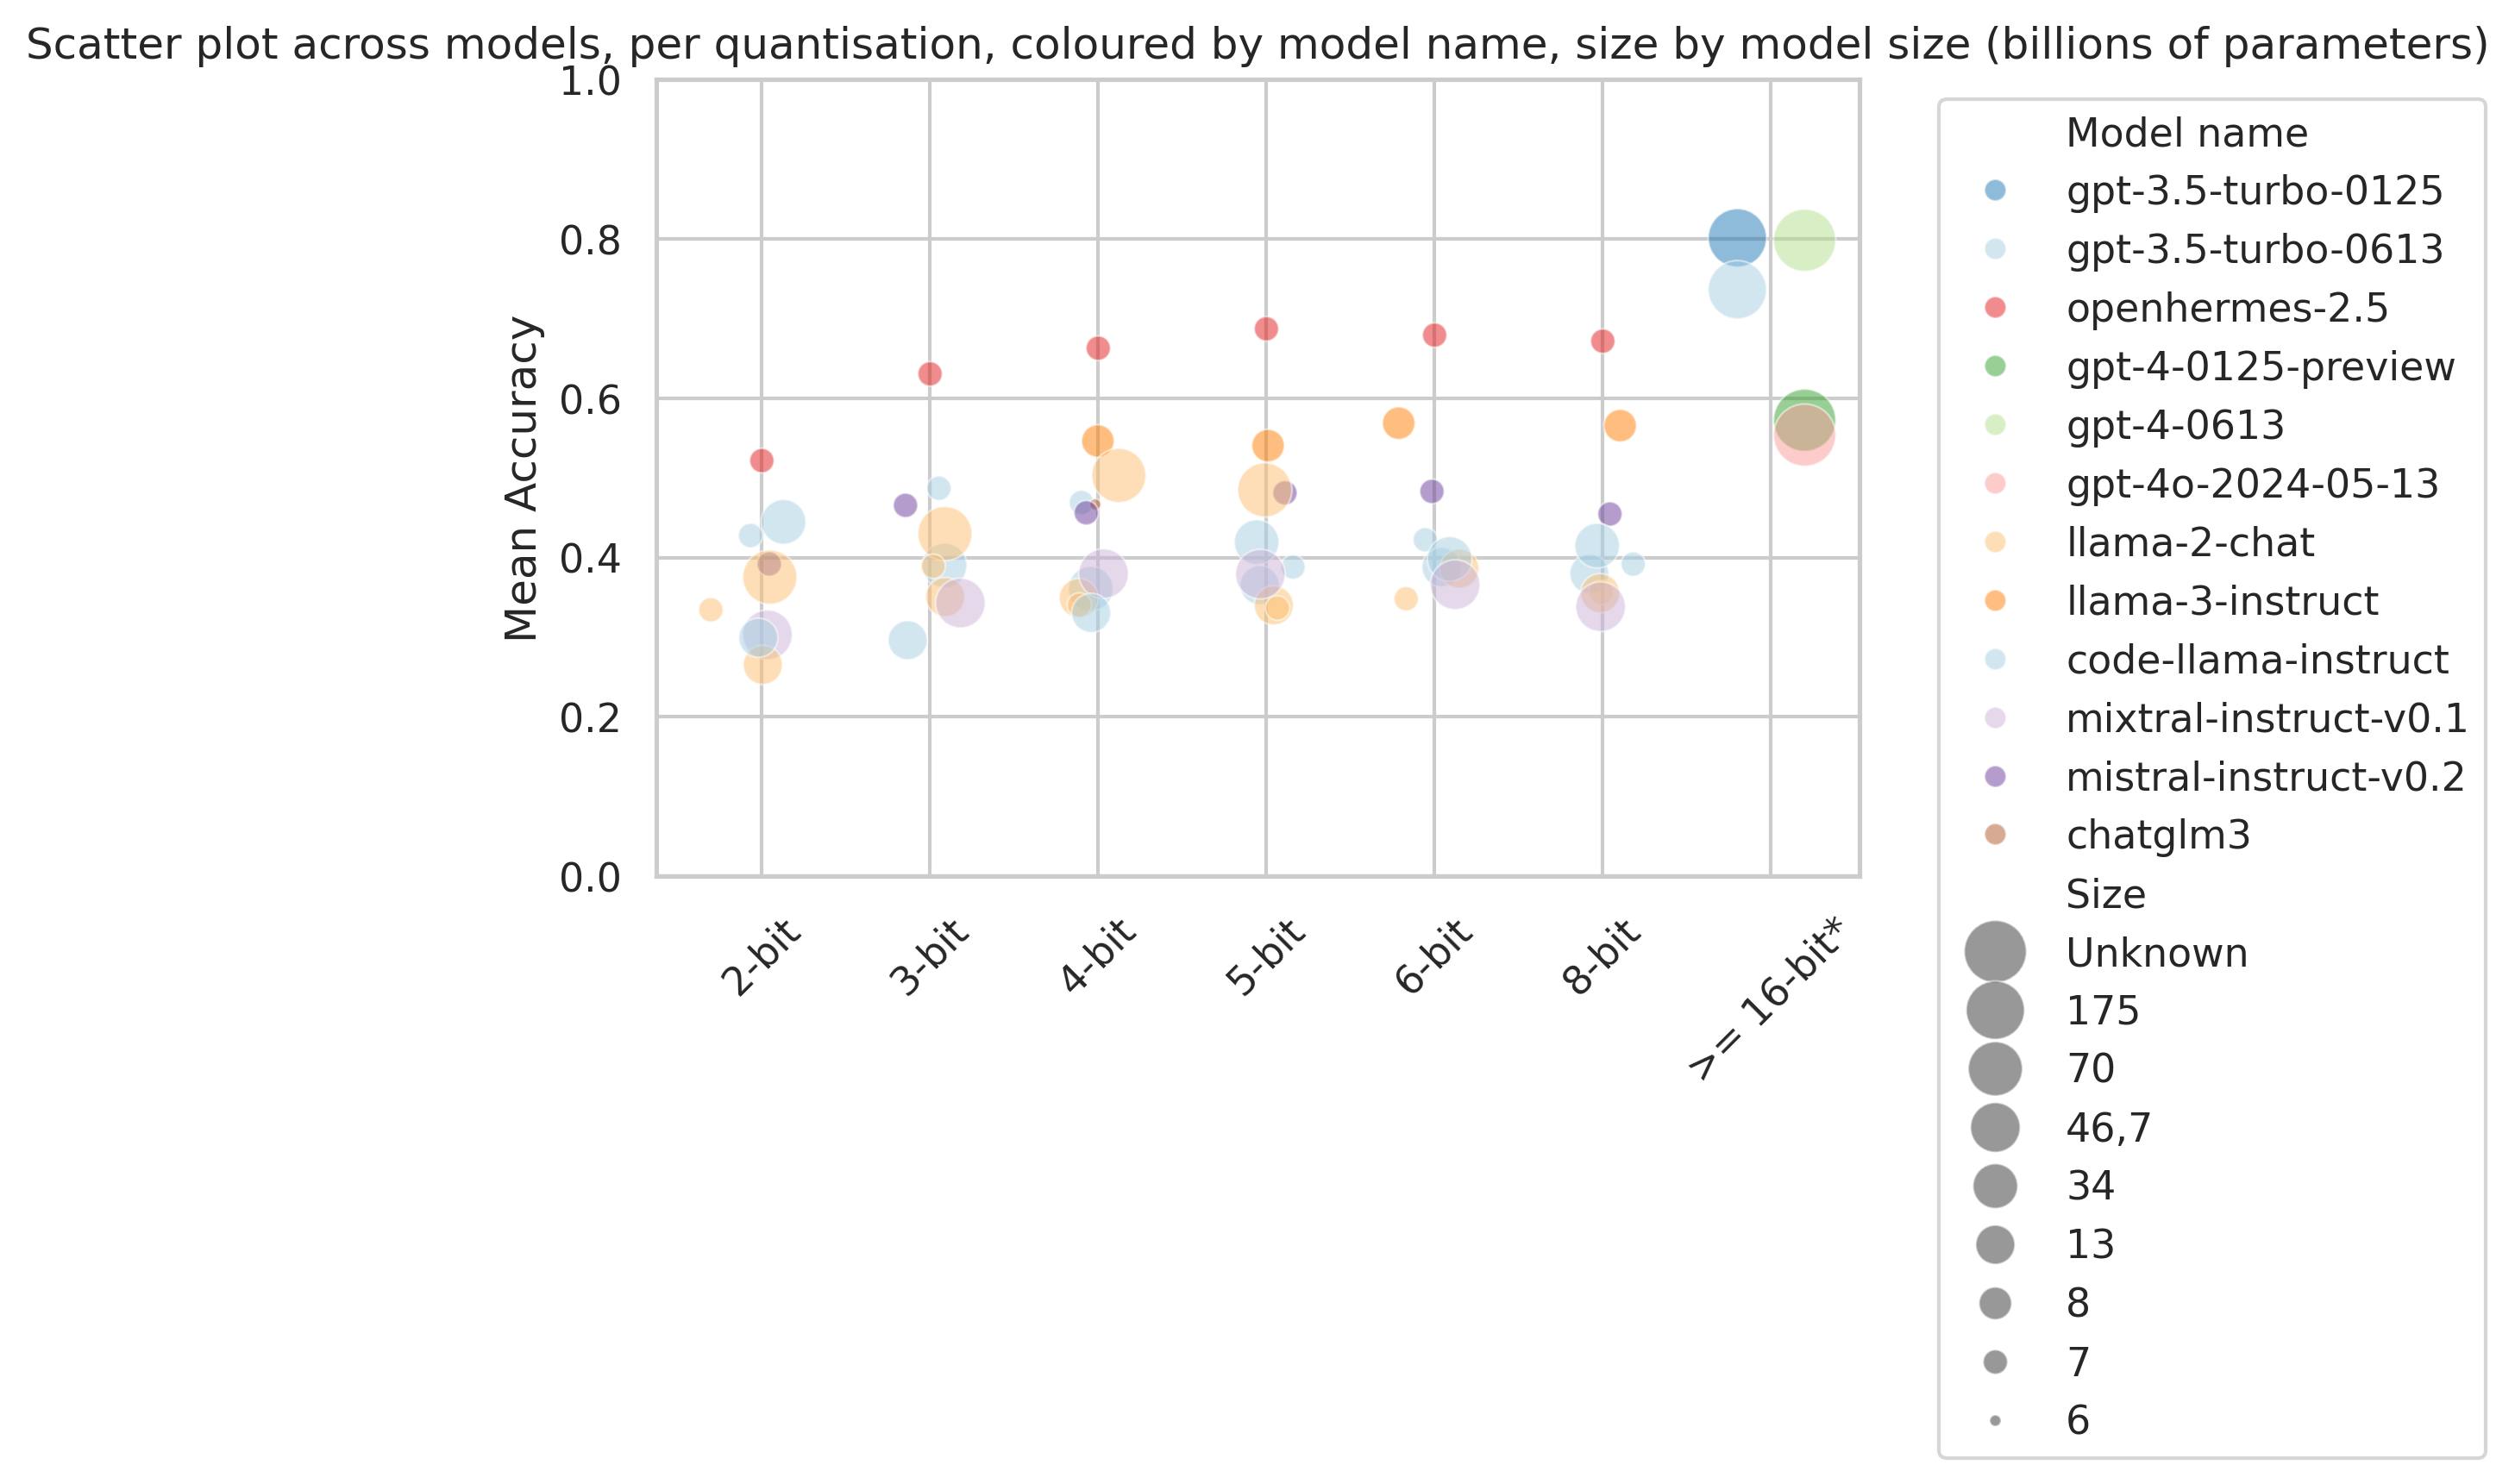 Scatter plot across models, per quantisation, coloured by model name, size by model size (billions of parameters)
1.0
0.8
0.6
0.4
0.2
0.0
Mean Accuracy
2-bit
3-bit
4-bit
5-bit
6-bit
8-bit
>= 16-bit*
Model name
gpt-3.5-turbo-0125
gpt-3.5-turbo-0613
openhermes-2.5
gpt-4-0125-preview
gpt-4-0613
gpt-4o-2024-05-13
llama-2-chat
llama-3-instruct
code-llama-instruct
mixtral-instruct-v0.1
mistral-instruct-v0.2
chatglm3
Size
Unknown
175
70
46,7
34
13
8
7
6